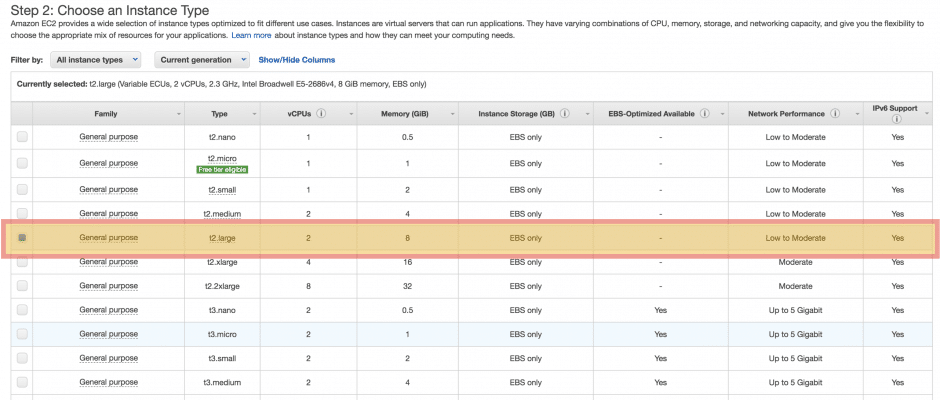 Step 2: Choose an Instance Type
Amazon EC2 provides a wide selection of instance types optimized to fit different use cases. Instances are virtual servers that can run applications. They have varying combinations of CPU, memory, storage, and networking capacity, and give you the flexibility to
choose the appropriate mix of resources for your applications. Learn more about instance types and how they can meet your computing needs.
Filter by: All instance types Current generation Show/Hide Columns
Currently selected: t2.large (Variable ECUs, 2 vCPUs, 2.3 GHz, Intel Broadwell E5-2686v4, 8 GiB memory, EBS only)
Family Type vCPUs i Memory (GiB) Instance Storage (GB) i EBS-Optimized Available i Network Performance i IPv6 Support i
General purpose t2.nano 1 0.5 EBS only - Low to Moderate Yes
General purpose t2.micro Free tier eligible 1 1 EBS only - Low to Moderate Yes
General purpose t2.small 1 2 EBS only - Low to Moderate Yes
General purpose t2.medium 2 4 EBS only - Low to Moderate Yes
General purpose t2.large 2 8 EBS only - Low to Moderate Yes
General purpose t2.xlarge 4 16 EBS only - Moderate Yes
General purpose t2.2xlarge 8 32 EBS only - Moderate Yes
General purpose t3.nano 2 0.5 EBS only Yes Up to 5 Gigabit Yes
General purpose t3.micro 2 1 EBS only Yes Up to 5 Gigabit Yes
General purpose t3.small 2 2 EBS only Yes Up to 5 Gigabit Yes
General purpose t3.medium 2 4 EBS only Yes Up to 5 Gigabit Yes